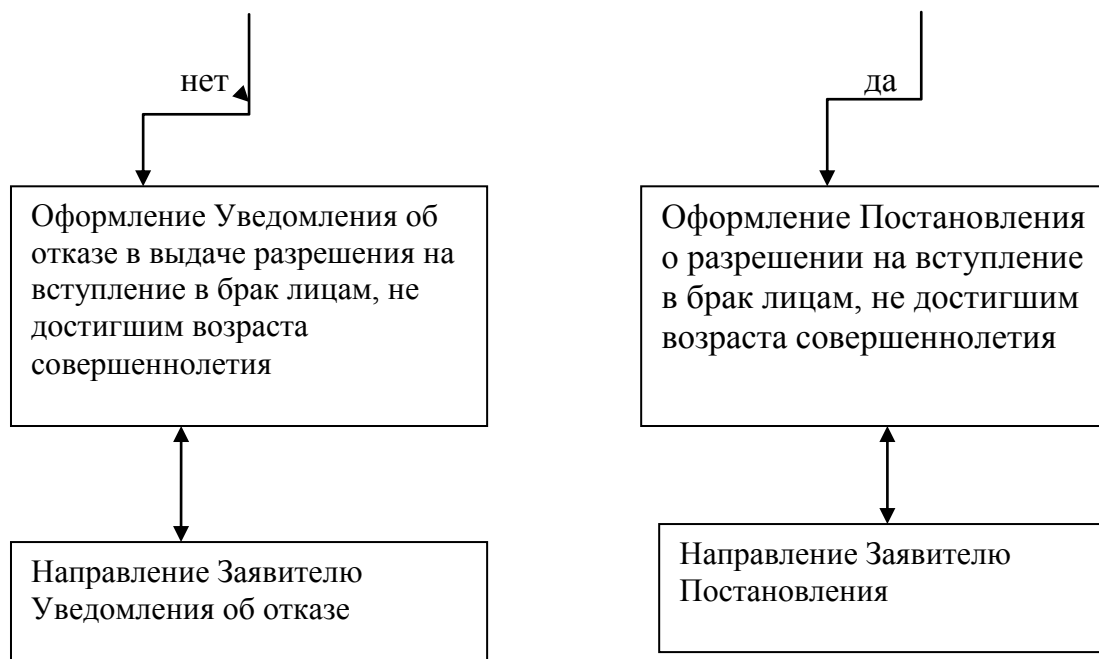 нет
да
Оформление Уведомления об
отказе в выдаче разрешения на
вступление в брак лицам, не
достигшим возраста
совершеннолетия
Оформление Постановления
о разрешении на вступление
в брак лицам, не достигшим
возраста совершеннолетия
Направление Заявителю
Уведомления об отказе
Направление Заявителю
Постановления